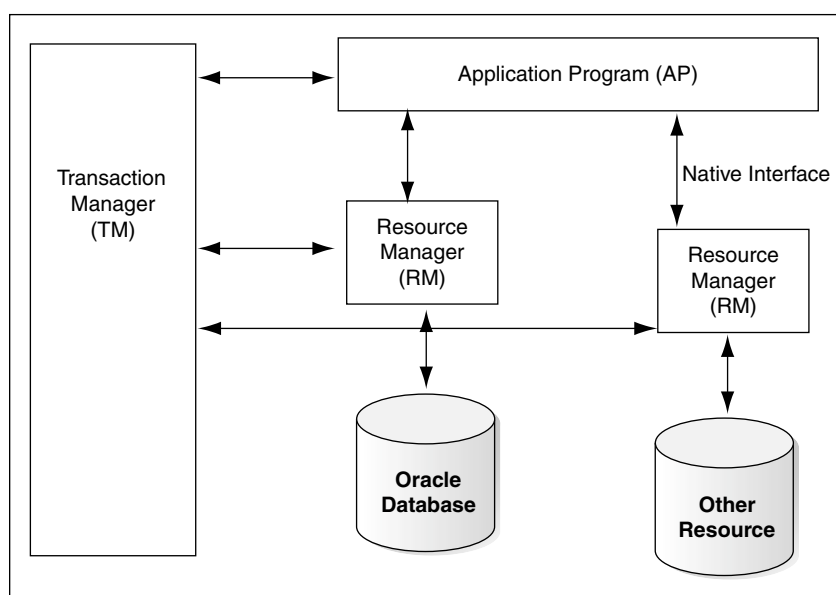 Application Program (AP)
Transaction
Manager
(TM)
Native Interface
Resource
Manager
(RM)
Resource
Manager
(RM)
Oracle
Database
Other
Resource